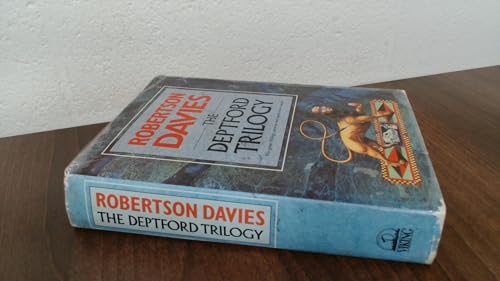 ROBERTSON
DAVIES
THE
DEPTFORD
TRILOGY
ROBERTSON DAVIES
THE DEPTFORD TRILOGY
VIKING